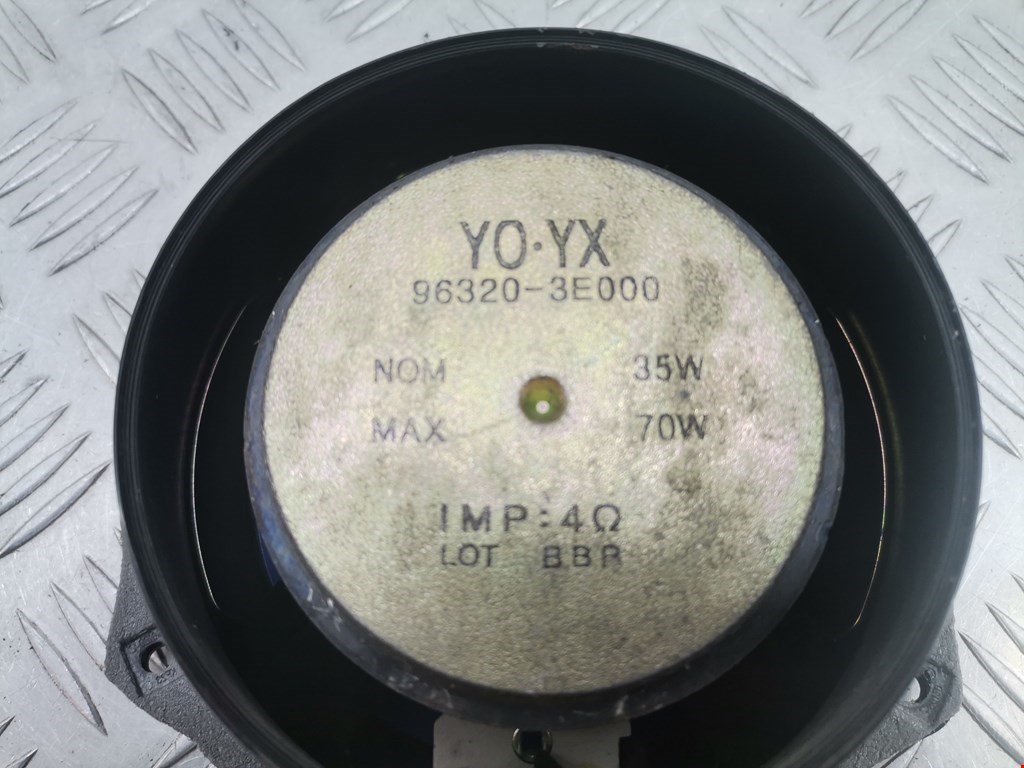 YO·YX
96320-3E000
NOM 35W
MAX 70W
IMP:4Ω
LOT BBR